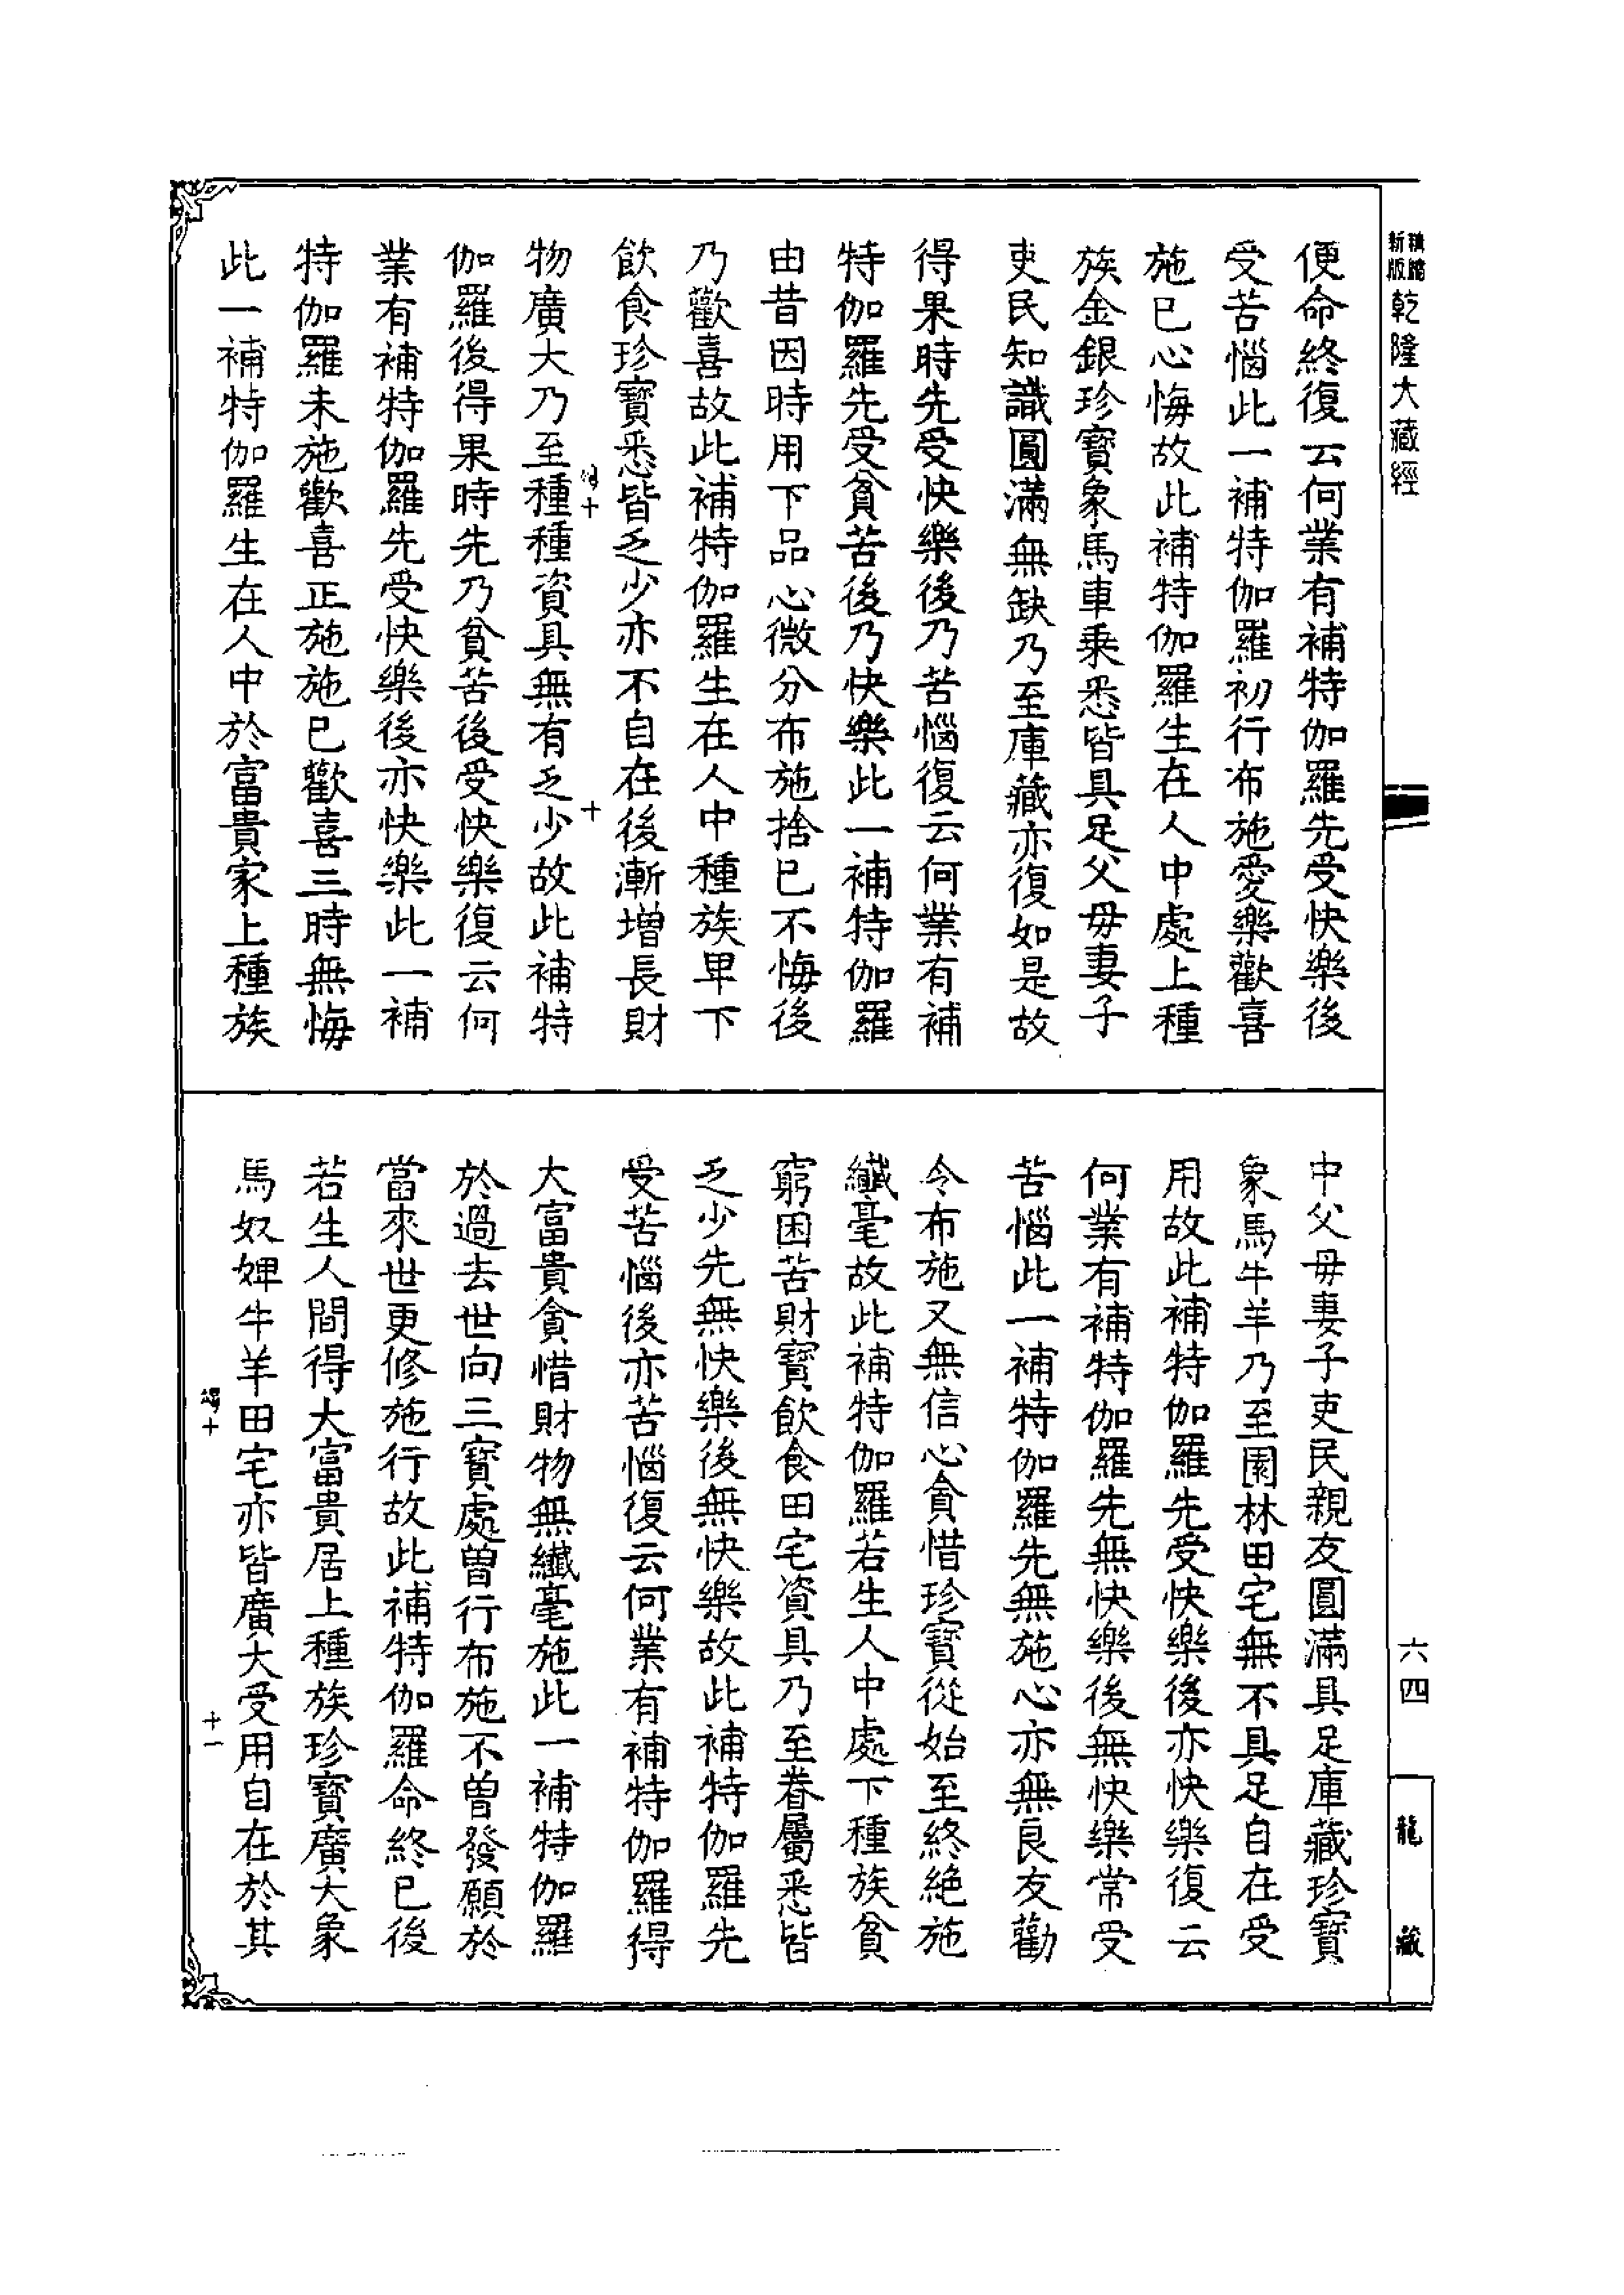 新版
乾隆大藏經
便命終復云何業有補特伽羅先受快樂後
受苦惱此一補特伽羅初行布施愛樂歡喜
施已心悔故此補特伽羅生在人中處上種
族金銀珍寶象馬車乘悉皆具足父母妻子
吏民知識圓滿無缺乃至庫藏亦復如是故
得果時先受快樂後乃苦惱復云何業有補
特伽羅先受貧苦後乃快樂此一補特伽羅
由昔因時用下品心微分布施捨已不悔後
乃歡喜故此補特伽羅生在人中種族卑下
飲食珍寶悉皆乏少亦不自在後漸增長財
十
十
物廣大乃至種種資具無有乏少故此補特
伽羅後得果時先乃貧苦後受快樂復云何
業有補特伽羅先受快樂後亦快樂此一補
特伽羅未施歡喜正施施已歡喜三時無悔
此一補特伽羅生在人中於富貴家上種族
中父母妻子吏民親友圓滿具足庫藏珍寶
象馬牛羊乃至園林田宅無不具足自在受
用故此補特伽羅先受快樂後亦快樂復云
何業有補特伽羅先無快樂後無快樂常受
苦惱此一補特伽羅先無施心亦無良友勸
令布施又無信心貪惜珍寶從始至終絶施
纖毫故此補特伽羅若生人中處下種族貧
窮困苦財寶飲食田宅資具乃至眷屬悉皆
乏少先無快樂後無快樂故此補特伽羅先
受苦惱後亦苦惱復云何業有補特伽羅得
大富貴貪惜財物無纖毫施此一補特伽羅
於過去世向三寶處曽行布施不曽發願於
當來世更修施行故此補特伽羅命終已後
若生人間得大富貴居上種族珍寶廣大象
馬奴婢牛羊田宅亦皆廣大受用自在於其
十
十一
六四
龍藏